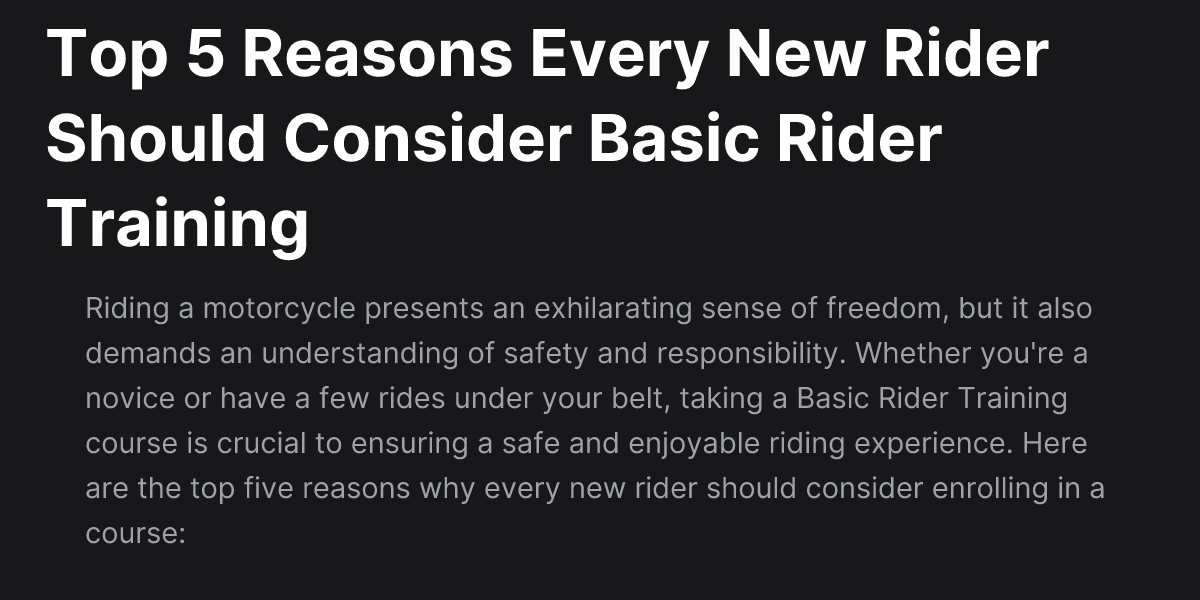 Top 5 Reasons Every New Rider
Should Consider Basic Rider
Training
Riding a motorcycle presents an exhilarating sense of freedom, but it also
demands an understanding of safety and responsibility. Whether you're a
novice or have a few rides under your belt, taking a Basic Rider Training
course is crucial to ensuring a safe and enjoyable riding experience. Here
are the top five reasons why every new rider should consider enrolling in a
course: